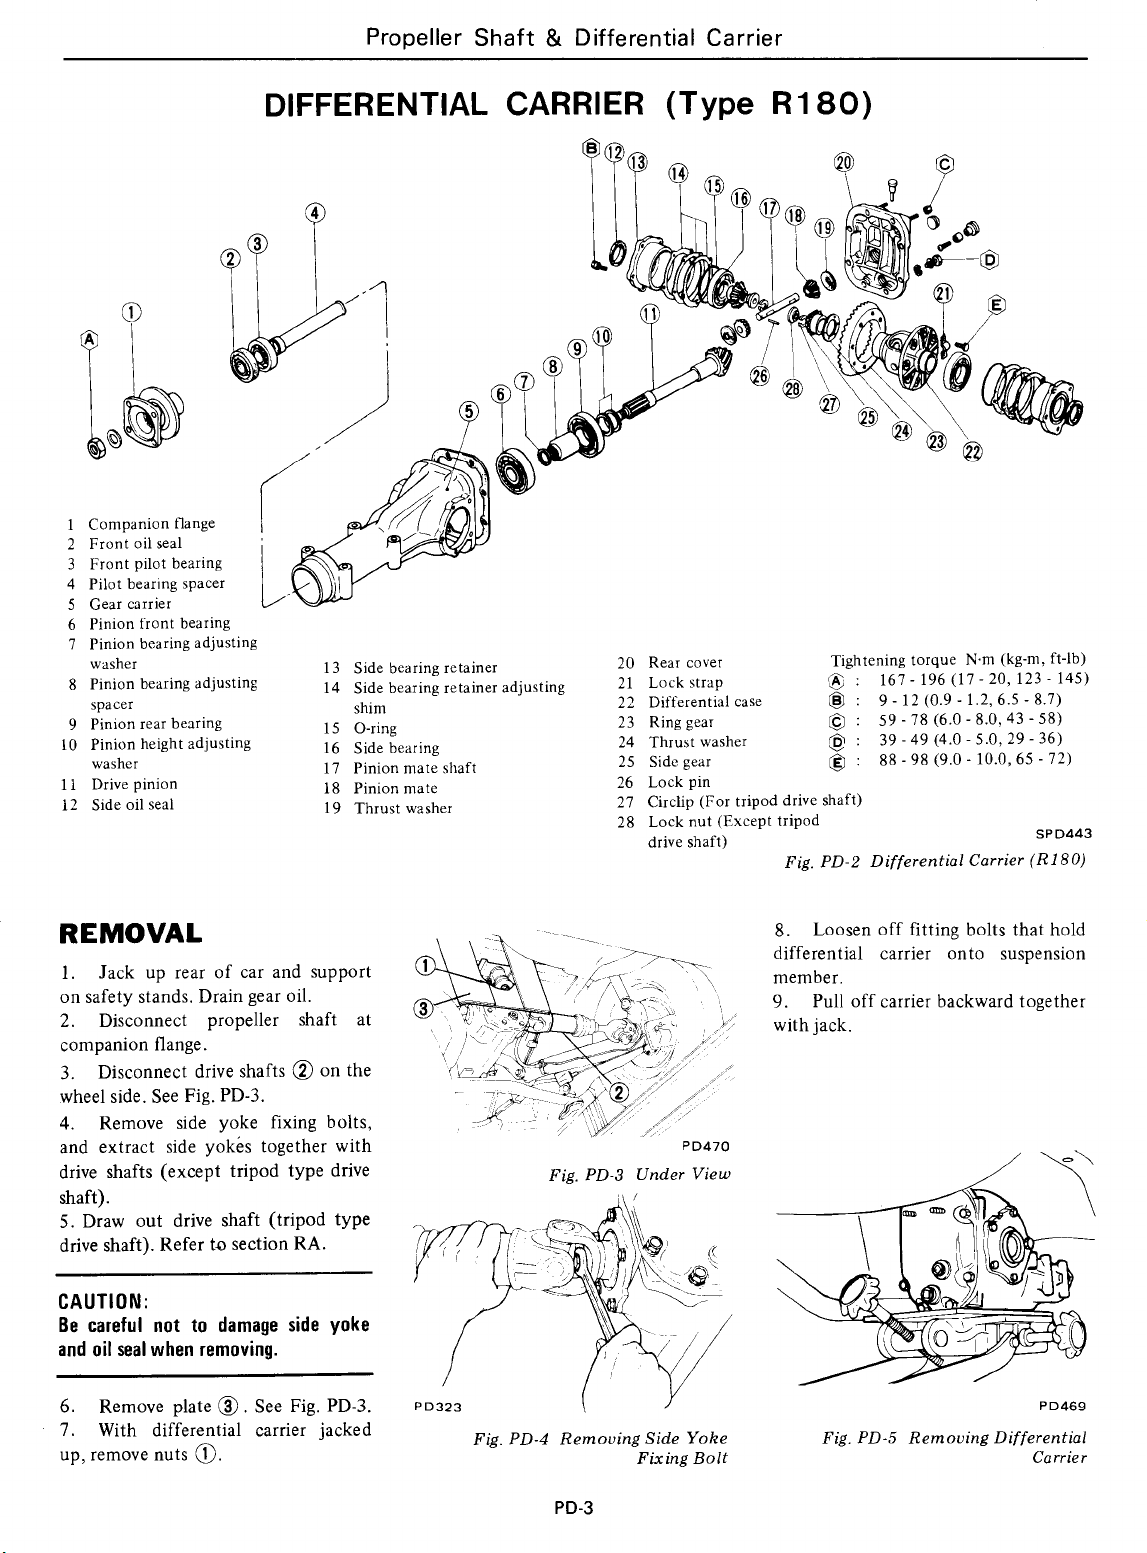 Propeller Shaft & Differential Carrier
DIFFERENTIAL CARRIER (Type R180)
B
12
13
14
15
16
17
18
19
20
C
D
21
E
4
3
2
1
A
11
10
9
8
7
6
5
26
28
27
25
24
23
22
1 Companion flange
2 Front oil seal
3 Front pilot bearing
4 Pilot bearing spacer
5 Gear carrier
6 Pinion front bearing
7 Pinion bearing adjusting
washer
8 Pinion bearing adjusting
spacer
9 Pinion rear bearing
10 Pinion height adjusting
washer
11 Drive pinion
12 Side oil seal
13 Side bearing retainer
14 Side bearing retainer adjusting
shim
15 O-ring
16 Side bearing
17 Pinion mate shaft
18 Pinion mate
19 Thrust washer
20 Rear cover
21 Lock strap
22 Differential case
23 Ring gear
24 Thrust washer
25 Side gear
26 Lock pin
27 Circlip (For tripod drive shaft)
28 Lock nut (Except tripod
drive shaft)
Tightening torque N·m (kg-m, ft-lb)
Ⓐ : 167 - 196 (17 - 20, 123 - 145)
Ⓑ : 9 - 12 (0.9 - 1.2, 6.5 - 8.7)
Ⓒ : 59 - 78 (6.0 - 8.0, 43 - 58)
Ⓓ : 39 - 49 (4.0 - 5.0, 29 - 36)
Ⓔ : 88 - 98 (9.0 - 10.0, 65 - 72)
SPD443
Fig. PD-2 Differential Carrier (R180)
REMOVAL
1. Jack up rear of car and support
on safety stands. Drain gear oil.
2. Disconnect propeller shaft at
companion flange.
3. Disconnect drive shafts ② on the
wheel side. See Fig. PD-3.
4. Remove side yoke fixing bolts,
and extract side yokes together with
drive shafts (except tripod type drive
shaft).
5. Draw out drive shaft (tripod type
drive shaft). Refer to section RA.
CAUTION:
Be careful not to damage side yoke
and oil seal when removing.
6. Remove plate ③. See Fig. PD-3.
7. With differential carrier jacked
up, remove nuts ①.
①
③
②
PD470
Fig. PD-3 Under View
PD323
Fig. PD-4 Removing Side Yoke
Fixing Bolt
8. Loosen off fitting bolts that hold
differential carrier onto suspension
member.
9. Pull off carrier backward together
with jack.
PD469
Fig. PD-5 Removing Differential
Carrier
PD-3